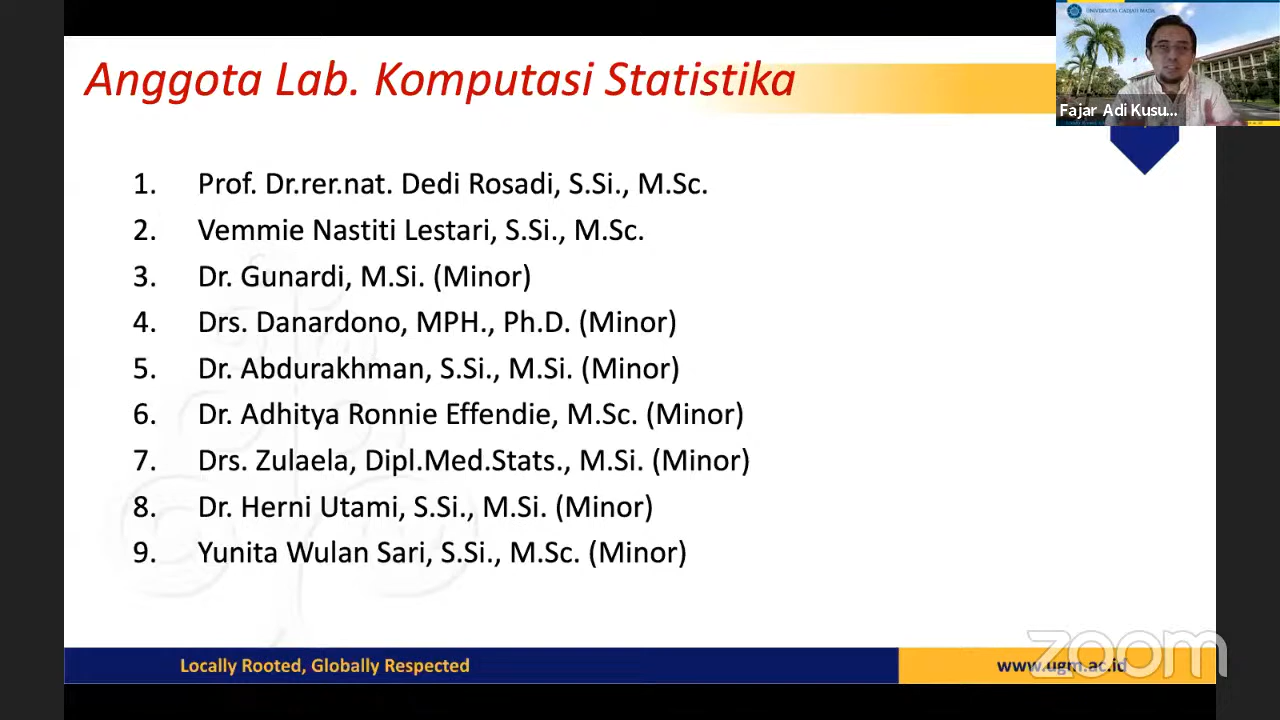 UNIVERSITAS GADJAH MADA
Fajar Adi Kusu...
Anggota Lab. Komputasi Statistika
1. Prof. Dr.rer.nat. Dedi Rosadi, S.Si., M.Sc.
2. Vemmie Nastiti Lestari, S.Si., M.Sc.
3. Dr. Gunardi, M.Si. (Minor)
4. Drs. Danardono, MPH., Ph.D. (Minor)
5. Dr. Abdurakhman, S.Si., M.Si. (Minor)
6. Dr. Adhitya Ronnie Effendie, M.Sc. (Minor)
7. Drs. Zulaela, Dipl.Med.Stats., M.Si. (Minor)
8. Dr. Herni Utami, S.Si., M.Si. (Minor)
9. Yunita Wulan Sari, S.Si., M.Sc. (Minor)
Locally Rooted, Globally Respected
www.ugm.ac.id
zoom